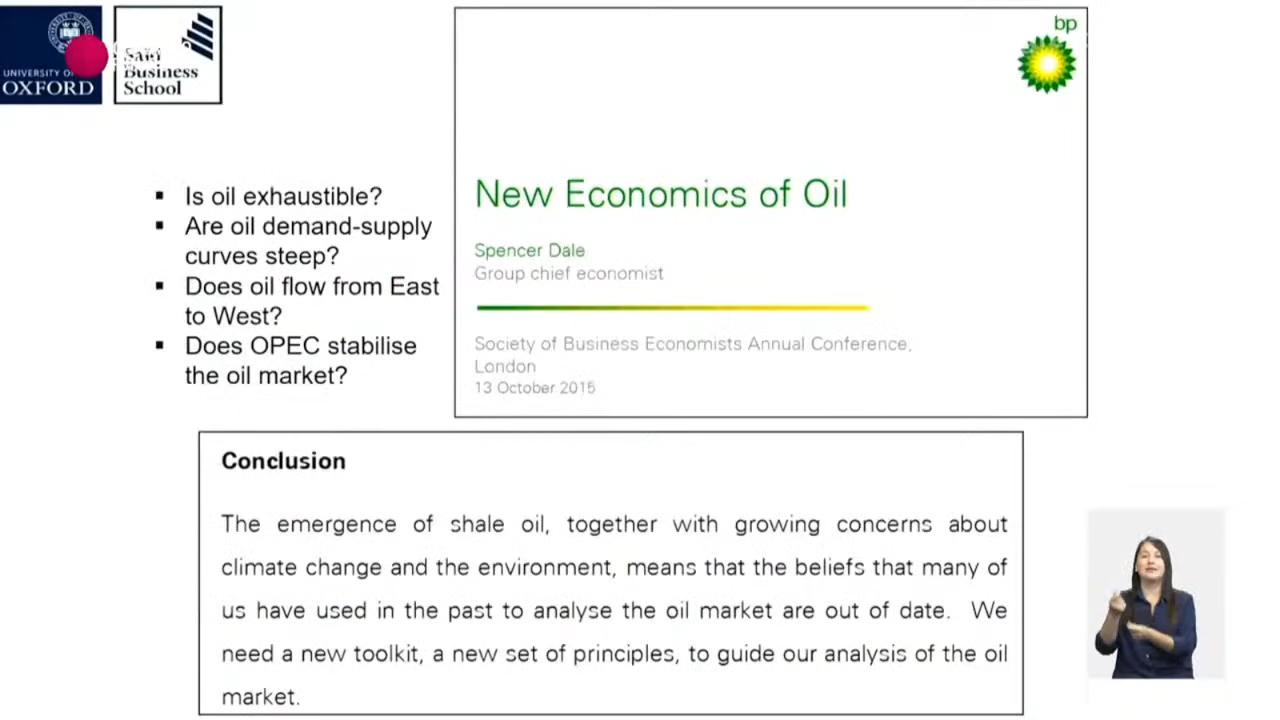 UNIVERSITY OF
OXFORD
Saïd
Business
School
▪ Is oil exhaustible?
▪ Are oil demand-supply
curves steep?
▪ Does oil flow from East
to West?
▪ Does OPEC stabilise
the oil market?
bp
New Economics of Oil
Spencer Dale
Group chief economist
Society of Business Economists Annual Conference,
London
13 October 2015
Conclusion
The emergence of shale oil, together with growing concerns about
climate change and the environment, means that the beliefs that many of
us have used in the past to analyse the oil market are out of date. We
need a new toolkit, a new set of principles, to guide our analysis of the oil
market.